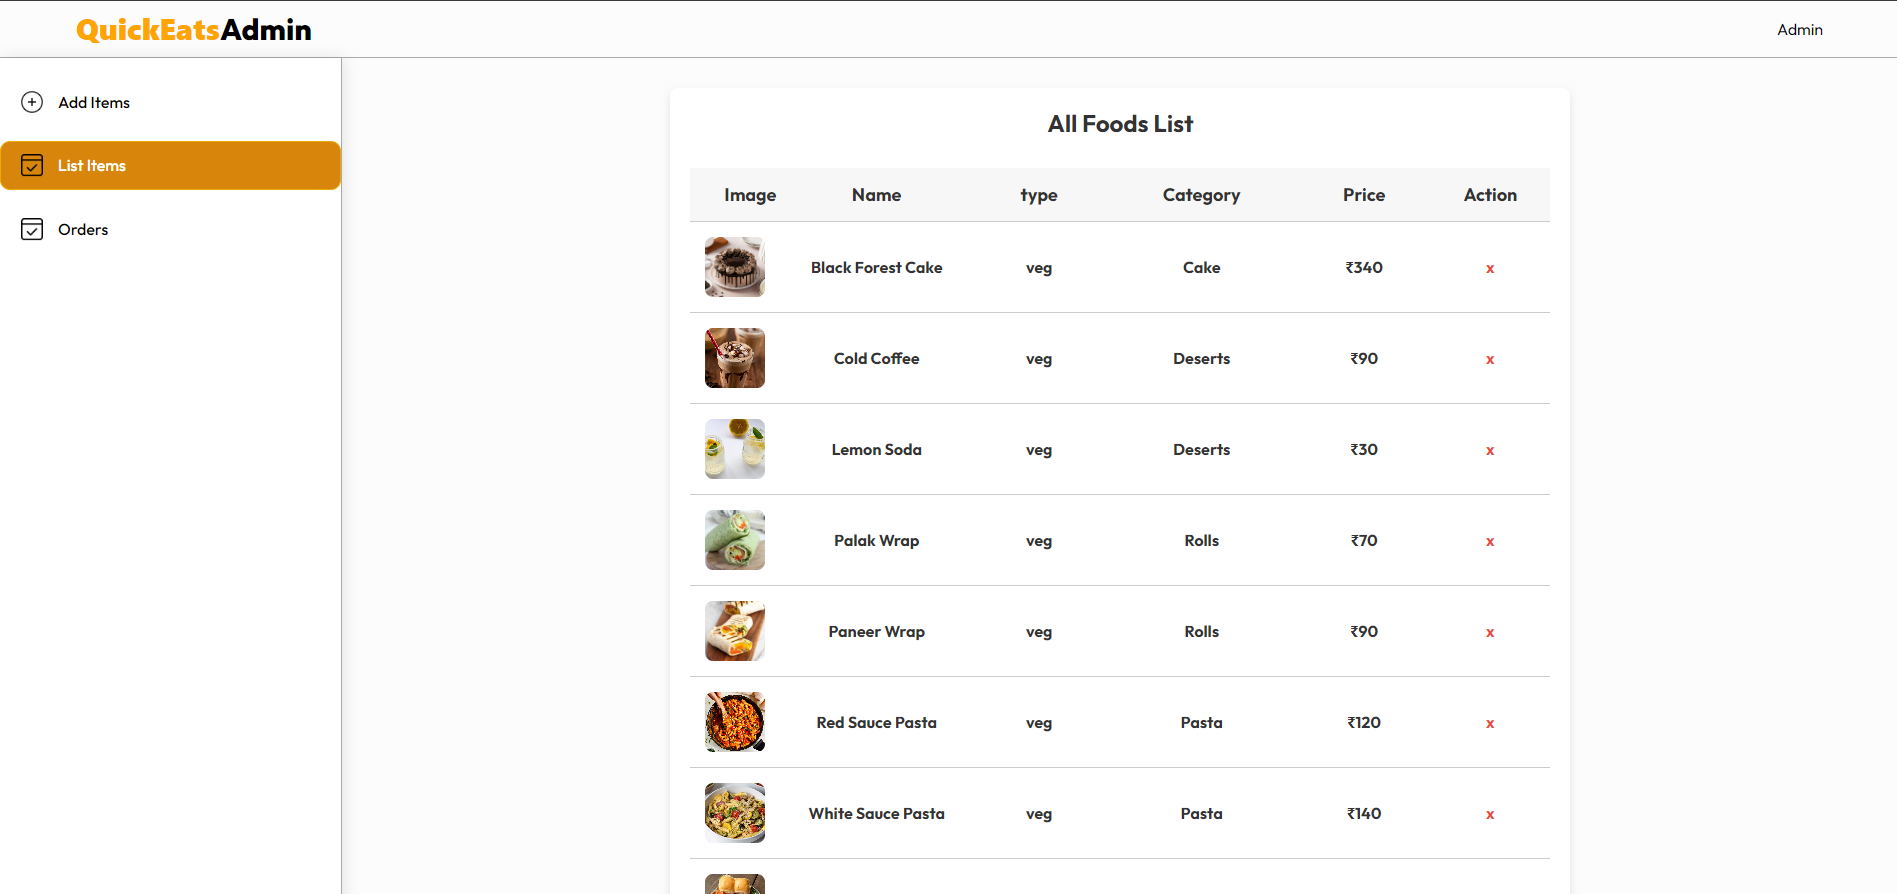 QuickEatsAdmin
Admin
Add Items
List Items
Orders
All Foods List
Image Name type Category Price Action
Black Forest Cake veg Cake ₹340 x
Cold Coffee veg Deserts ₹90 x
Lemon Soda veg Deserts ₹30 x
Palak Wrap veg Rolls ₹70 x
Paneer Wrap veg Rolls ₹90 x
Red Sauce Pasta veg Pasta ₹120 x
White Sauce Pasta veg Pasta ₹140 x